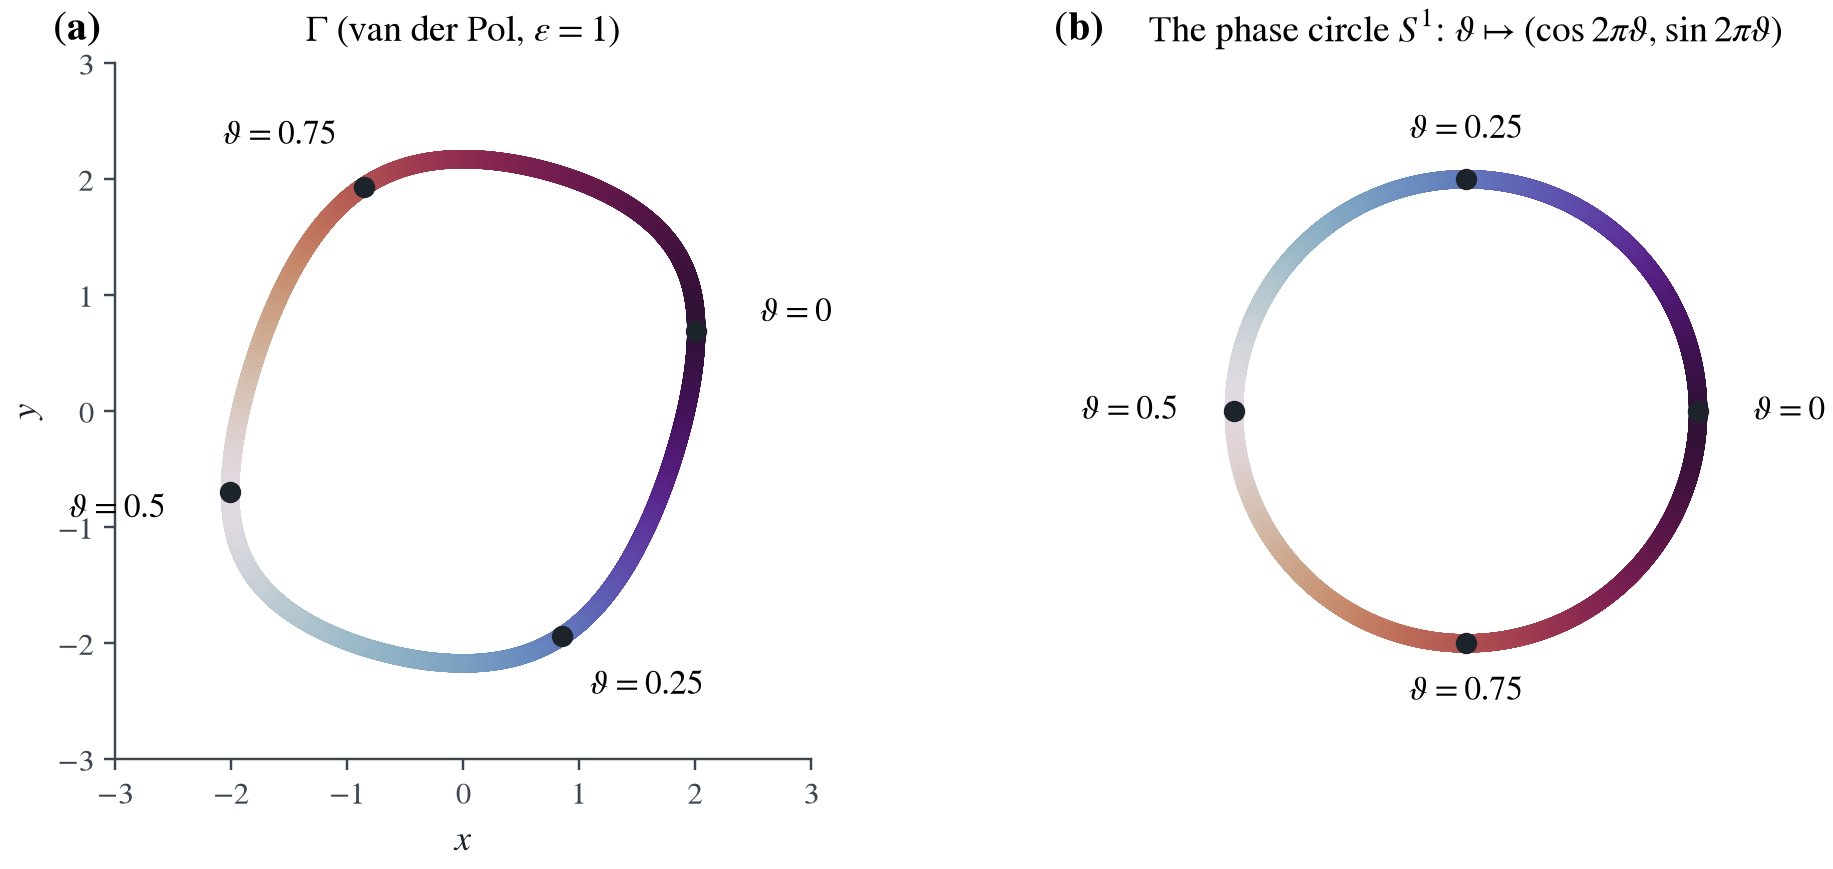 (a) Γ (van der Pol, ε = 1)
3
2
1
0
−1
−2
−3
y
−3 −2 −1 0 1 2 3
x
ϑ = 0.75
ϑ = 0
ϑ = 0.5
ϑ = 0.25
(b) The phase circle S¹: ϑ ↦ (cos 2πϑ, sin 2πϑ)
ϑ = 0.25
ϑ = 0.5
ϑ = 0
ϑ = 0.75